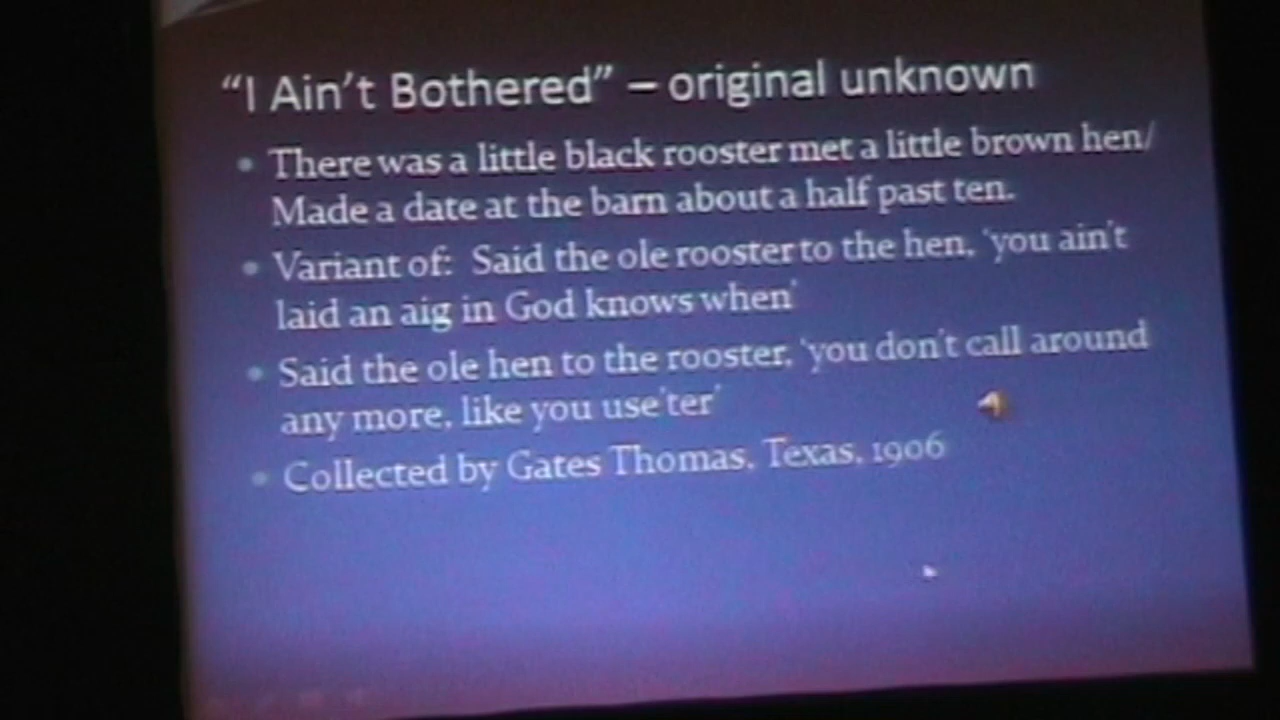 “I Ain’t Bothered” – original unknown
• There was a little black rooster met a little brown hen/
Made a date at the barn about a half past ten.
• Variant of: Said the ole rooster to the hen, ‘you ain’t
laid an aig in God knows when’
• Said the ole hen to the rooster, ‘you don’t call around
any more, like you use’ter’
• Collected by Gates Thomas, Texas, 1906